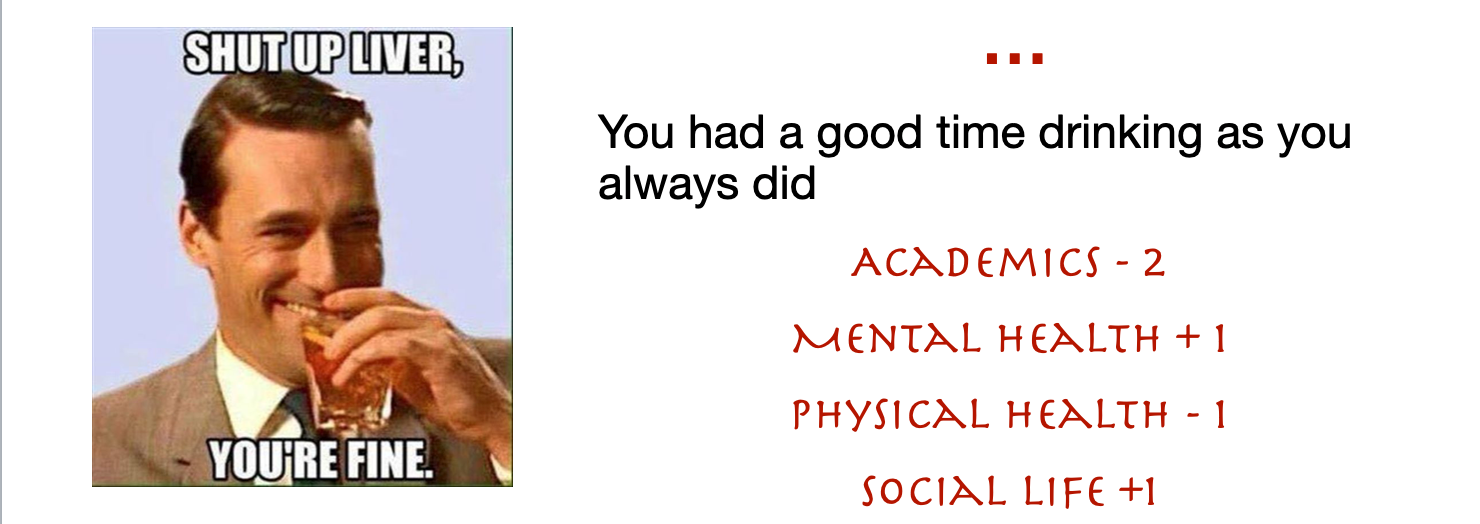 SHUT UP LIVER,
YOU'RE FINE.
...
You had a good time drinking as you
always did
ACADEMICS - 2
MENTAL HEALTH + 1
PHYSICAL HEALTH - 1
SOCIAL LIFE +1